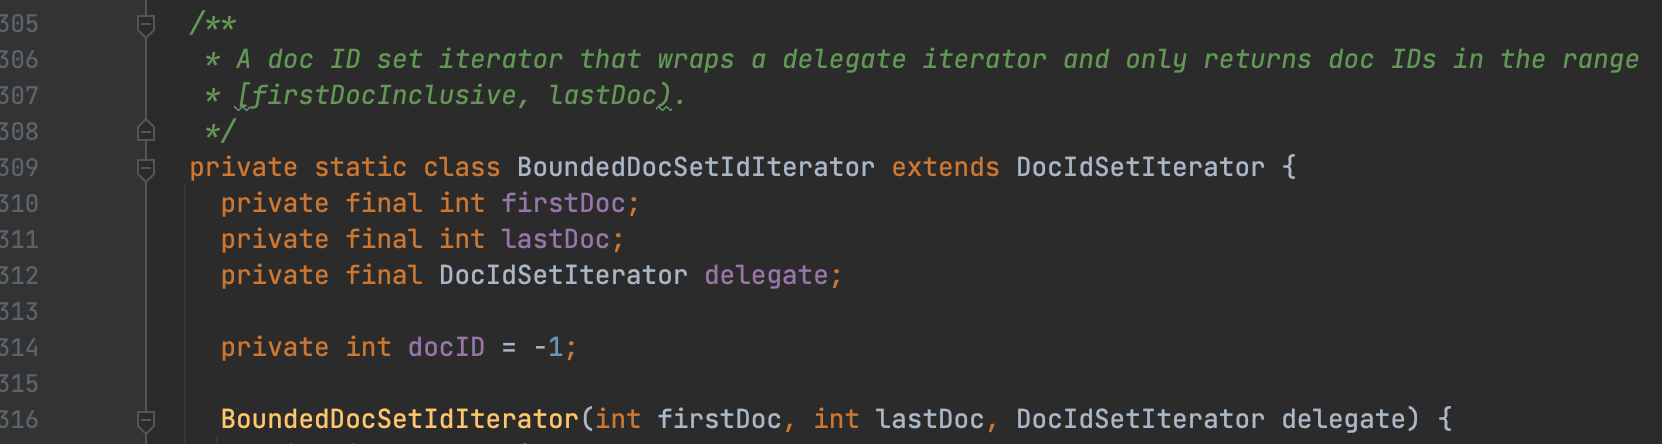 305 /**
306 * A doc ID set iterator that wraps a delegate iterator and only returns doc IDs in the range
307 * [firstDocInclusive, lastDoc).
308 */
309 private static class BoundedDocSetIdIterator extends DocIdSetIterator {
310 private final int firstDoc;
311 private final int lastDoc;
312 private final DocIdSetIterator delegate;
313
314 private int docID = -1;
315
316 BoundedDocSetIdIterator(int firstDoc, int lastDoc, DocIdSetIterator delegate) {